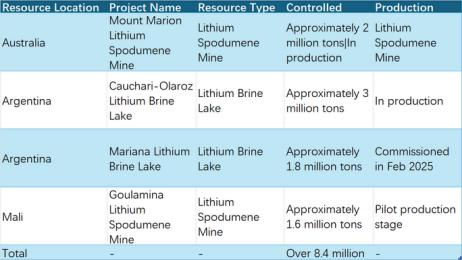 Resource Location Project Name Resource Type Controlled Production
Australia
Mount Marion
Lithium
Spodumene
Mine
Lithium
Spodumene
Mine
Approximately 2
million tons|In
production
Lithium
Spodumene
Mine
Argentina
Cauchari-Olaroz
Lithium Brine
Lake
Lithium Brine
Lake
Approximately 3
million tons
In production
Argentina
Mariana Lithium
Brine Lake
Lithium Brine
Lake
Approximately
1.8 million tons
Commissioned
in Feb 2025
Mali
Goulamina
Lithium
Spodumene
Mine
Lithium
Spodumene
Mine
Approximately
1.6 million tons
Pilot production
stage
Total - - Over 8.4 million -